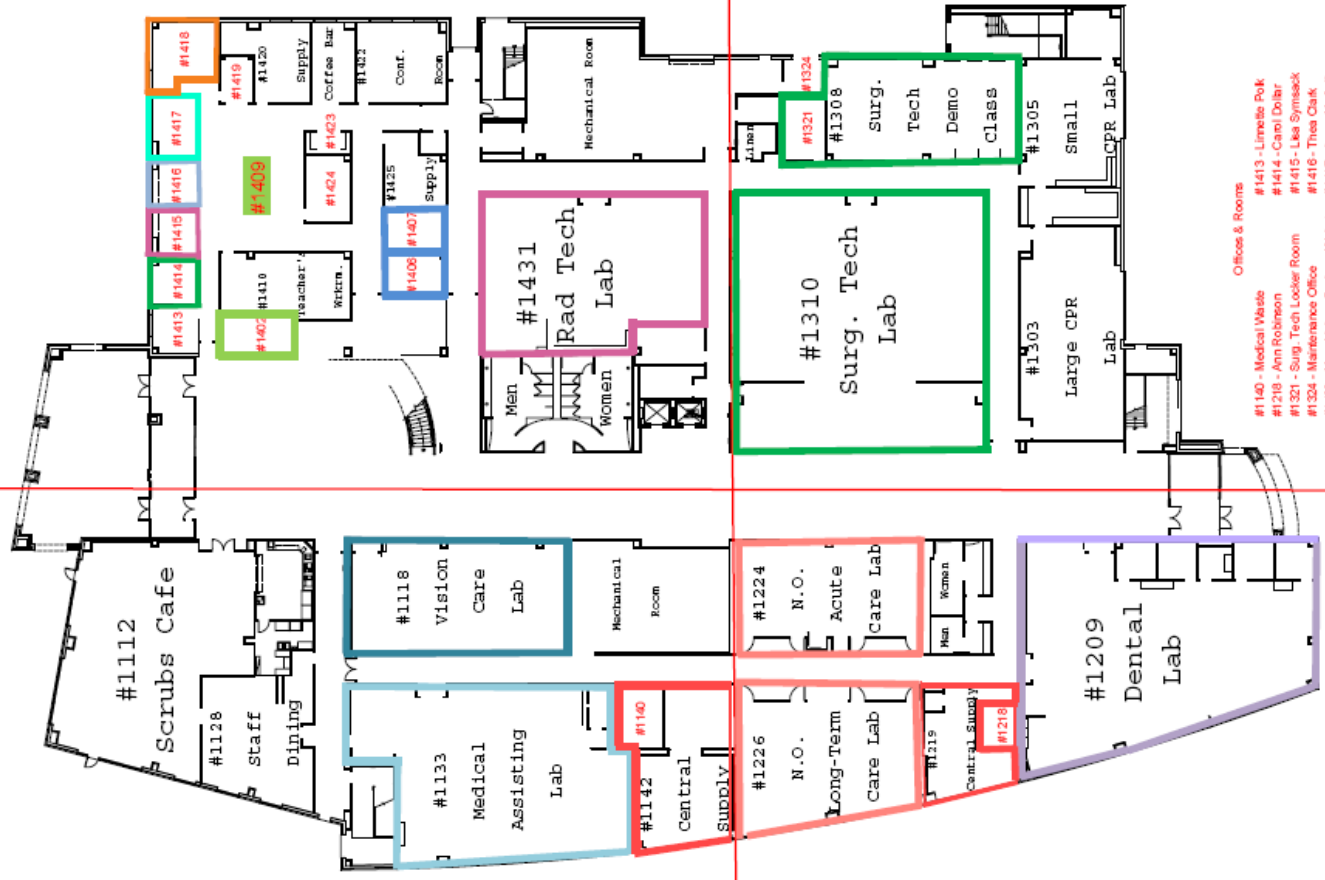 #1418
#1419
#1420
Supply
Coffee Bar
#1422
Conf.
Room
#1417
#1416
#1409
#1423
#1424
#1425
Supply
#1415
#1407
#1414
#1406
#1410
Teacher's
Wrkrm.
#1413
#1402
Mechanical Room
#1431
Rad Tech
Lab
Men
Women
Linen
#1321
#1324
#1308
Surg.
Tech
Demo
Class
#1305
Small
CPR Lab
#1310
Surg. Tech
Lab
#1303
Large CPR
Lab
Offices & Rooms
#1140 - Medical Waste
#1218 - Ann Robinson
#1321 - Surg. Tech Locker Room
#1324 - Maintenance Office
#1413 - Linnette Polk
#1414 - Carol Dollar
#1415 - Lisa Symsack
#1416 - Thea Clark
#1112
Scrubs Cafe
#1128
Staff
Dining
#1118
Vision
Care
Lab
Mechanical
Room
#1133
Medical
Assisting
Lab
#1140
#1142
Central
Supply
#1224
N.O.
Acute
Care Lab
Women
Men
#1226
N.O.
Long-Term
Care Lab
#1219
Central Supply
#1218
#1209
Dental
Lab